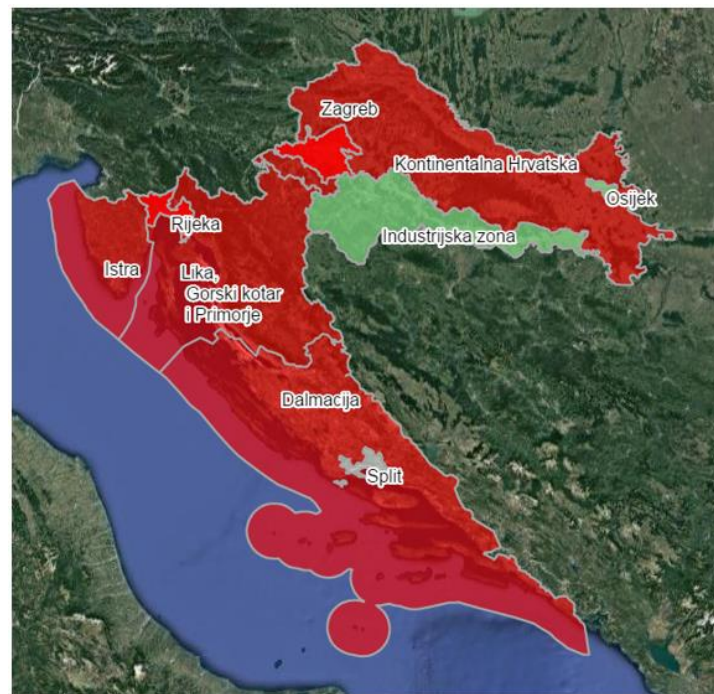 Zagreb
Kontinentalna Hrvatska
Osijek
Rijeka
Industrijska zona
Istra
Lika,
Gorski kotar
i Primorje
Dalmacija
Split